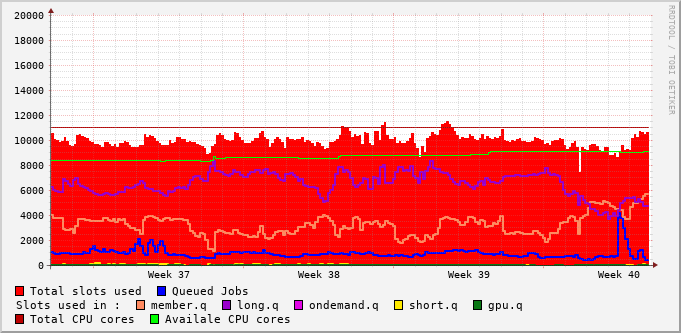 20000
18000
16000
14000
12000
10000
8000
6000
4000
2000
0
Week 37 Week 38 Week 39 Week 40
RRDTOOL / TOBI OETIKER
Total slots used Queued Jobs
Slots used in : member.q long.q ondemand.q short.q gpu.q
Total CPU cores Availale CPU cores